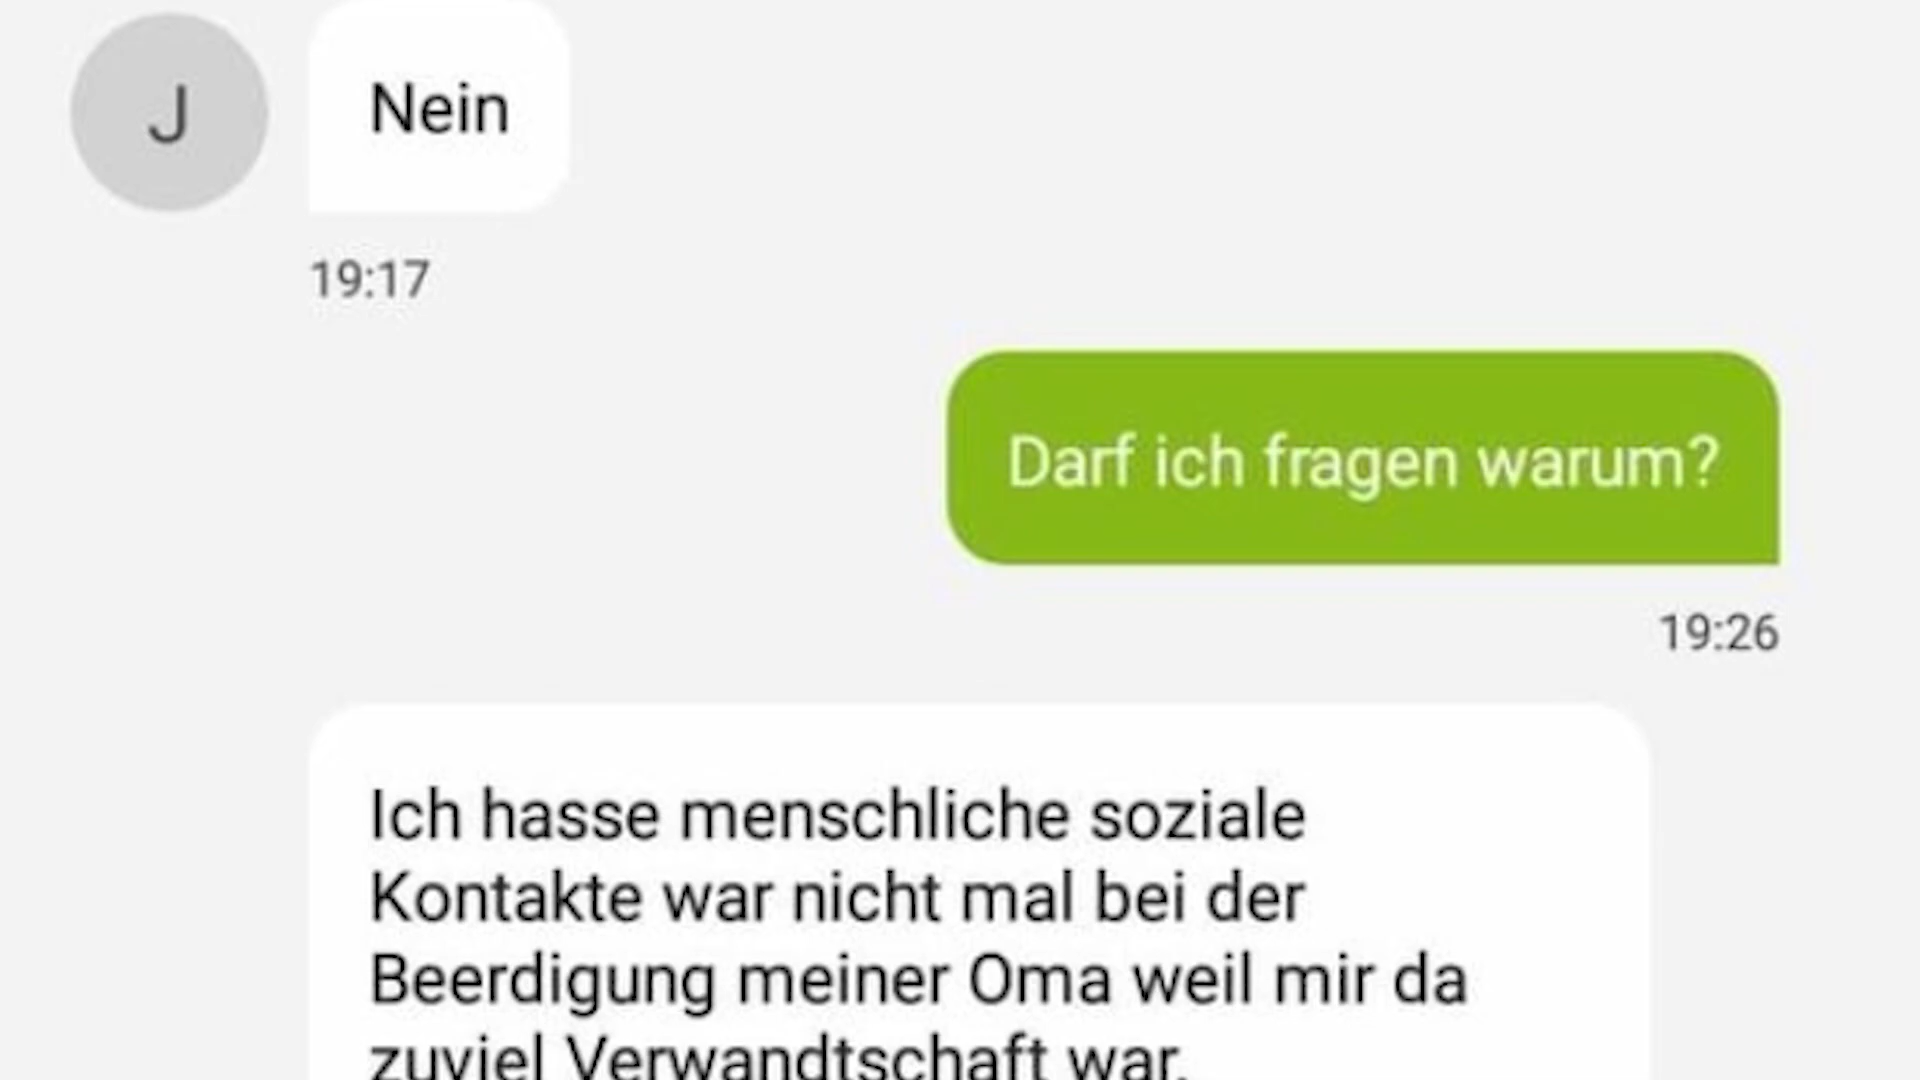 J
Nein
19:17
Darf ich fragen warum?
19:26
Ich hasse menschliche soziale
Kontakte war nicht mal bei der
Beerdigung meiner Oma weil mir da
zuviel Verwandtschaft war.